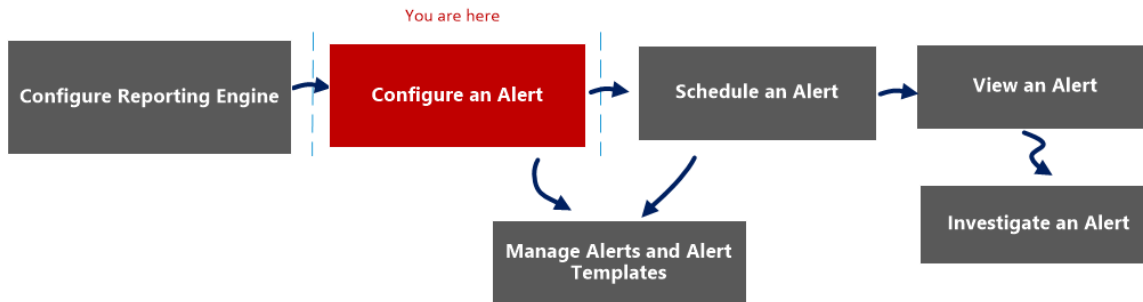 You are here
Configure Reporting Engine
Configure an Alert
Schedule an Alert
View an Alert
Manage Alerts and Alert
Templates
Investigate an Alert